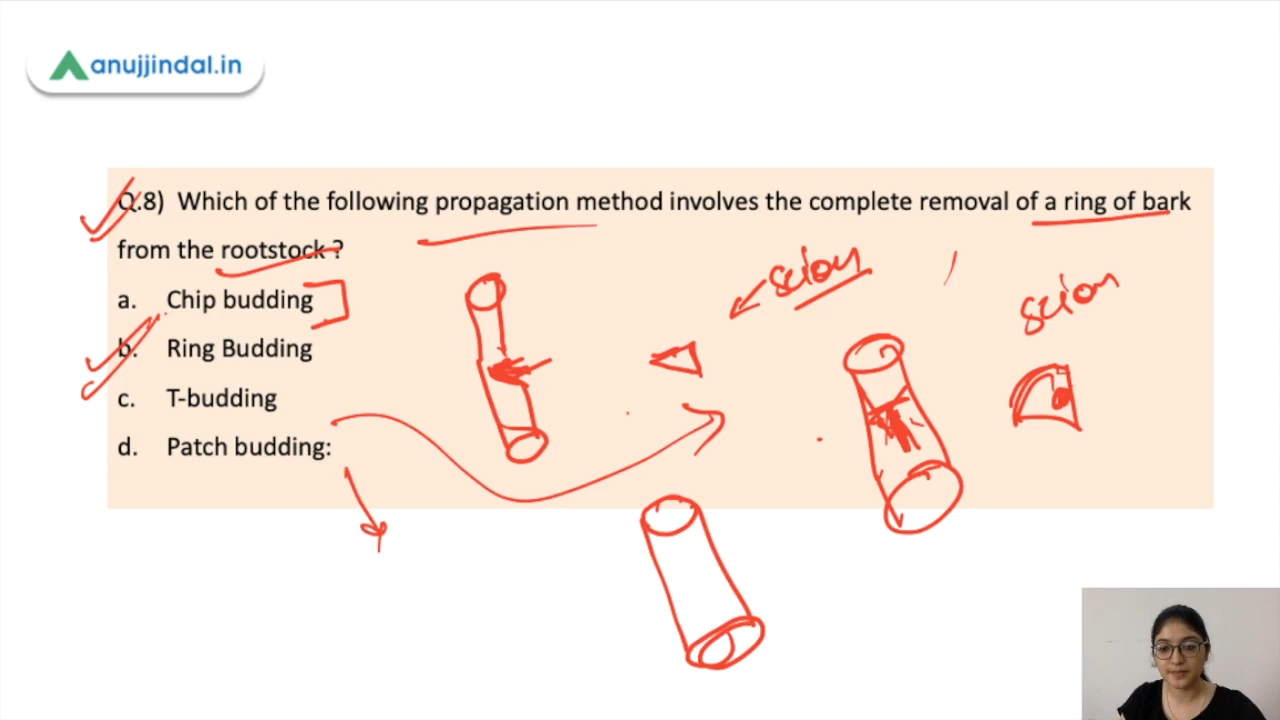 anujjindal.in
Q.8) Which of the following propagation method involves the complete removal of a ring of bark
from the rootstock ?
a. Chip budding
b. Ring Budding
c. T-budding
d. Patch budding:
scion
scion